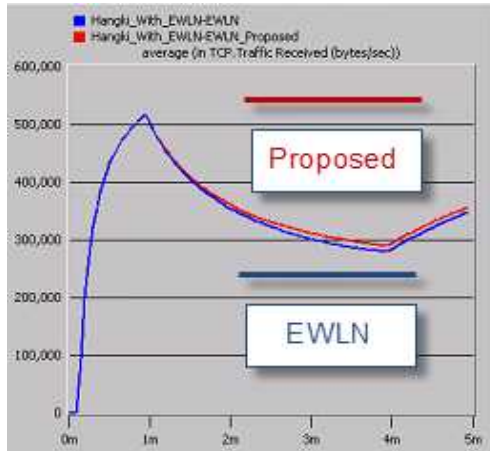 Hangki_With_EWLN-EWLN
Hangki_With_EWLN-EWLN_Proposed
average (in TCP.Traffic Received (bytes/sec))
600,000
500,000
Proposed
400,000
300,000
200,000
EWLN
100,000
0
0m 1m 2m 3m 4m 5m